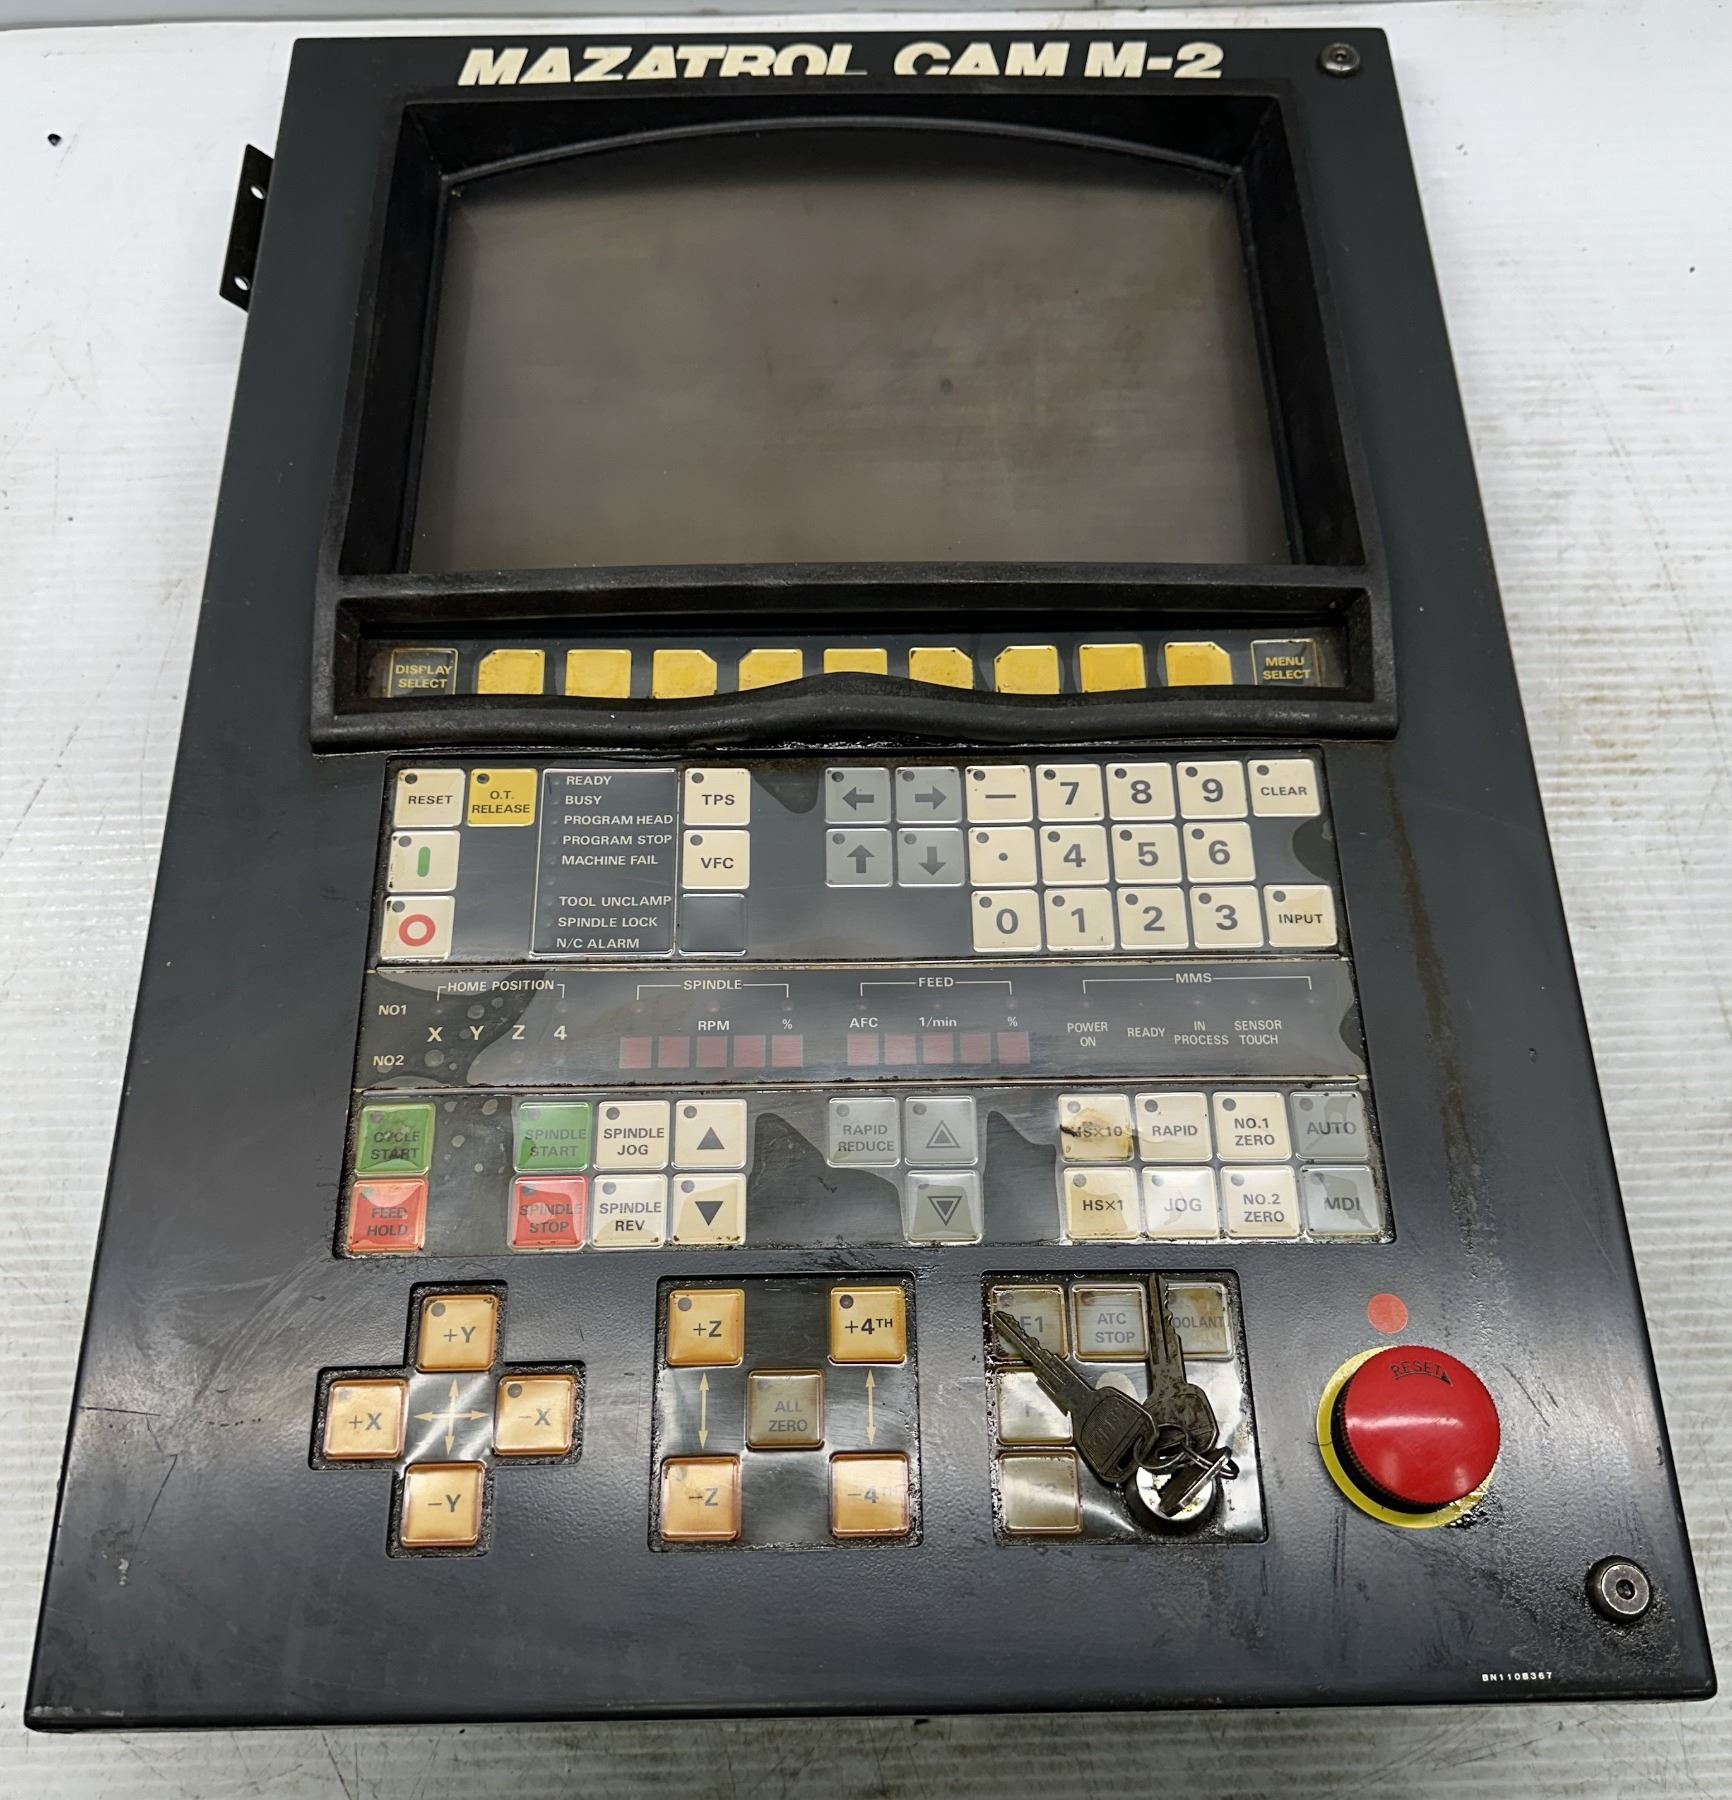 MAZATROL CAM M-2
DISPLAY SELECT
MENU SELECT
RESET
O.T. RELEASE
READY
BUSY
PROGRAM HEAD
PROGRAM STOP
MACHINE FAIL
TOOL UNCLAMP
SPINDLE LOCK
N/C ALARM
TPS
VFC
— 7 8 9 CLEAR
· 4 5 6
0 1 2 3 INPUT
HOME POSITION
NO1
X Y Z 4
NO2
SPINDLE
RPM %
FEED
AFC 1/min %
MMS
POWER ON
READY
IN PROCESS
SENSOR TOUCH
CYCLE START
SPINDLE START
SPINDLE JOG
RAPID REDUCE
HS×10
RAPID
NO.1 ZERO
AUTO
FEED HOLD
SPINDLE STOP
SPINDLE REV
HS×1
JOG
NO.2 ZERO
MDI
+Y
+X
-X
-Y
+Z
+4TH
ALL ZERO
-Z
-4TH
F1
ATC STOP
COOLANT
RESET
BN110B367